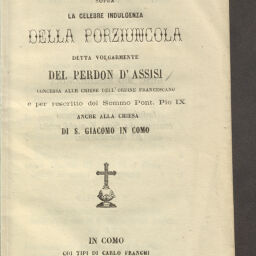 SOPRA
LA CELEBRE INDULGENZA
DELLA PORZIUNCOLA
DETTA VOLGARMENTE
DEL PERDON D'ASSISI
CONCESSA ALLE CHIESE DELL'ORDINE FRANCESCANO
e per rescritto del Sommo Pont. Pio IX
ANCHE ALLA CHIESA
DI S. GIACOMO IN COMO
IN COMO
COI TIPI DI CARLO FRANCHI